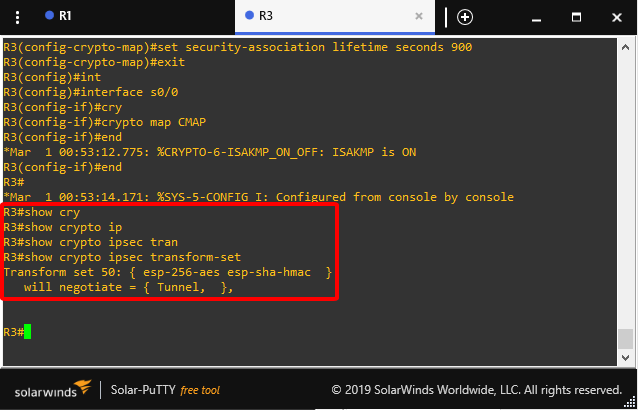 R1
R3
R3(config-crypto-map)#set security-association lifetime seconds 900
R3(config-crypto-map)#exit
R3(config)#int
R3(config)#interface s0/0
R3(config-if)#cry
R3(config-if)#crypto map CMAP
R3(config-if)#end
*Mar  1 00:53:12.775: %CRYPTO-6-ISAKMP_ON_OFF: ISAKMP is ON
R3(config-if)#end
R3#
*Mar  1 00:53:14.171: %SYS-5-CONFIG_I: Configured from console by console
R3#show cry
R3#show crypto ip
R3#show crypto ipsec tran
R3#show crypto ipsec transform-set
Transform set 50: { esp-256-aes esp-sha-hmac  }
   will negotiate = { Tunnel,  },
R3#
solarwinds
Solar-PuTTY free tool
© 2019 SolarWinds Worldwide, LLC. All rights reserved.